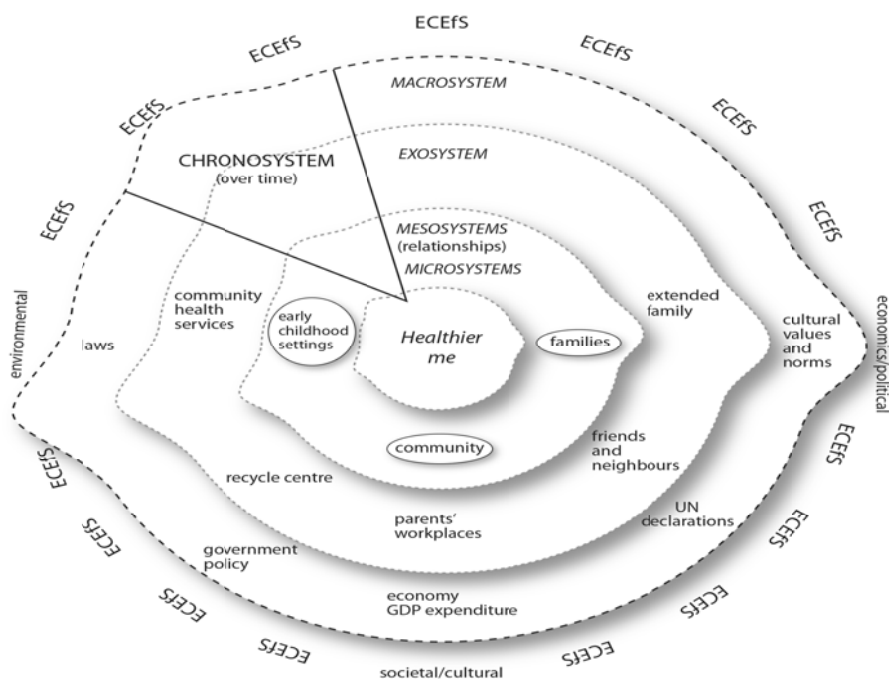 ECEfS
ECEfS
ECEfS
MACROSYSTEM
ECEfS
ECEfS
CHRONOSYSTEM
(over time)
EXOSYSTEM
ECEfS
ECEfS
MESOSYSTEMS
(relationships)
MICROSYSTEMS
environmental
laws
community
health
services
early
childhood
settings
Healthier
me
families
extended
family
cultural
values
and
norms
economics/political
community
friends
and
neighbours
ECEfS
ECEfS
recycle centre
parents'
workplaces
UN
declarations
ECEfS
ECEfS
government
policy
economy
GDP expenditure
ECEfS
ECEfS
ECEfS
ECEfS
societal/cultural